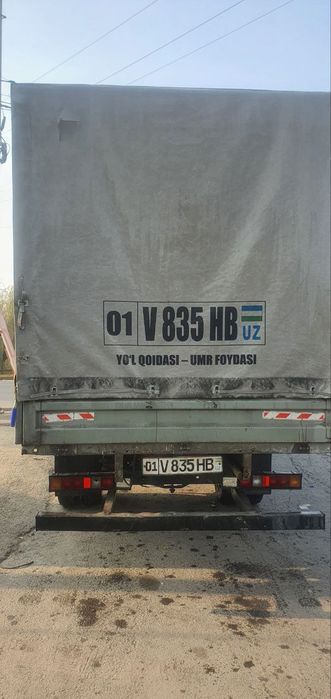 01 V 835 HB UZ
YO'L QOIDASI – UMR FOYDASI
01 V 835 HB